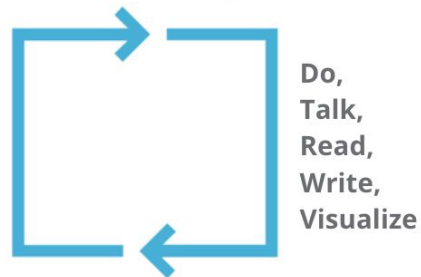 Do,
Talk,
Read,
Write,
Visualize